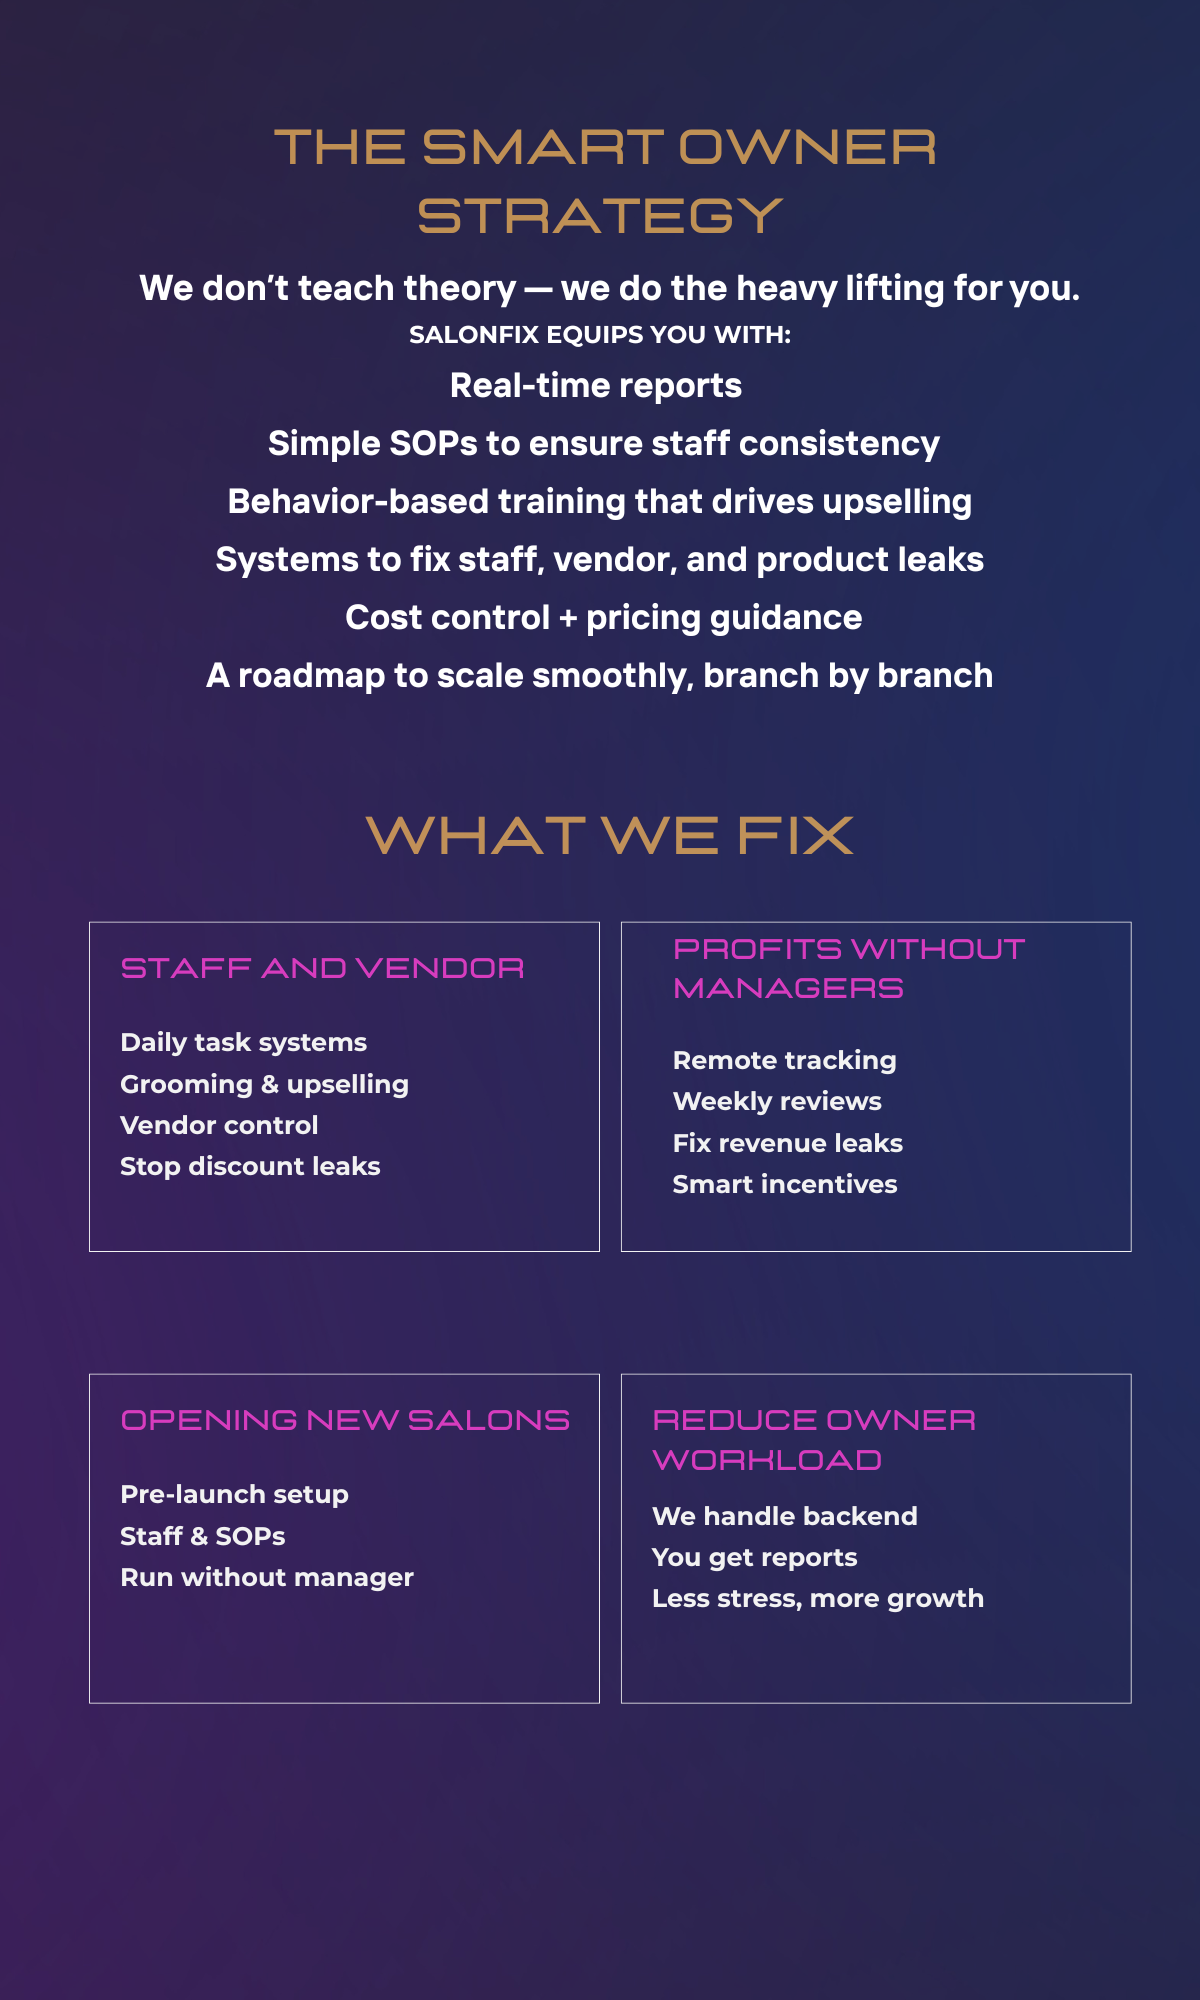 THE SMART OWNER
STRATEGY
We don’t teach theory — we do the heavy lifting for you.
SALONFIX EQUIPS YOU WITH:
Real-time reports
Simple SOPs to ensure staff consistency
Behavior-based training that drives upselling
Systems to fix staff, vendor, and product leaks
Cost control + pricing guidance
A roadmap to scale smoothly, branch by branch
WHAT WE FIX
STAFF AND VENDOR
Daily task systems
Grooming & upselling
Vendor control
Stop discount leaks
PROFITS WITHOUT
MANAGERS
Remote tracking
Weekly reviews
Fix revenue leaks
Smart incentives
OPENING NEW SALONS
Pre-launch setup
Staff & SOPs
Run without manager
REDUCE OWNER
WORKLOAD
We handle backend
You get reports
Less stress, more growth